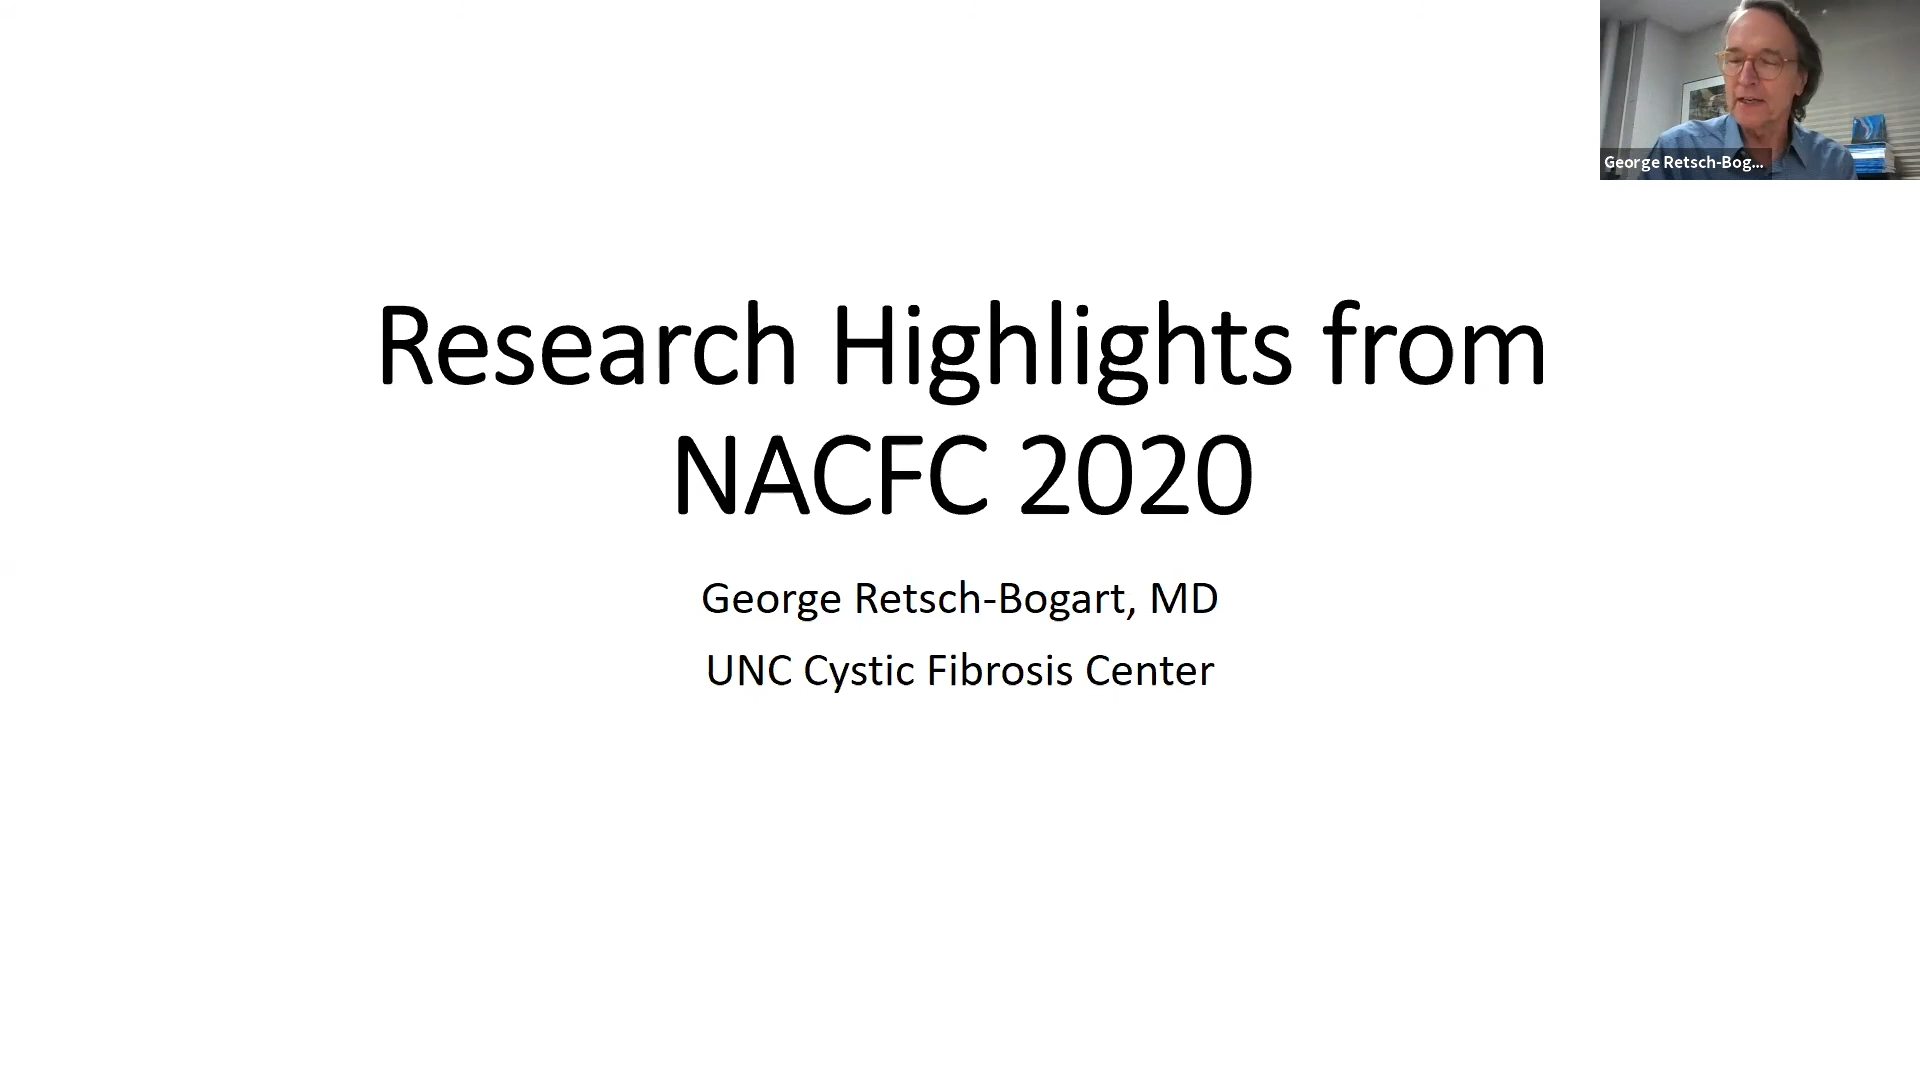 George Retsch-Bog...
Research Highlights from
NACFC 2020
George Retsch-Bogart, MD
UNC Cystic Fibrosis Center